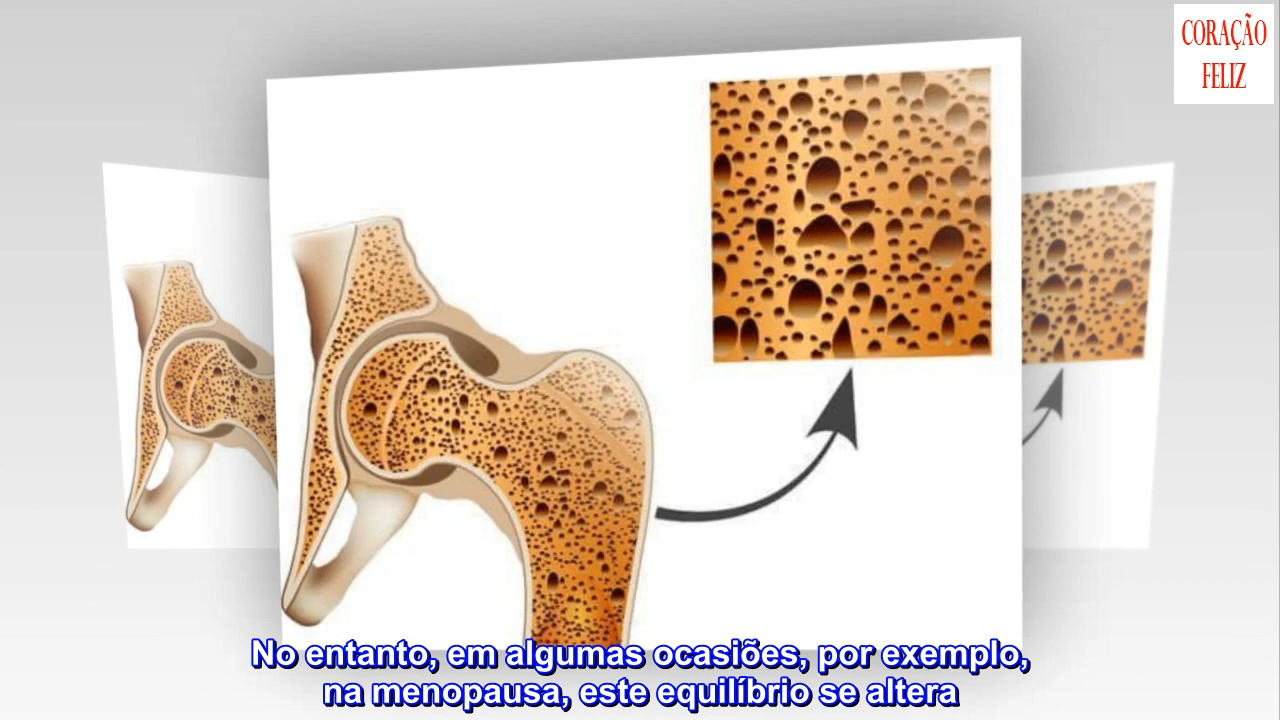 CORAÇÃO
FELIZ
No entanto, em algumas ocasiões, por exemplo,
na menopausa, este equilíbrio se altera